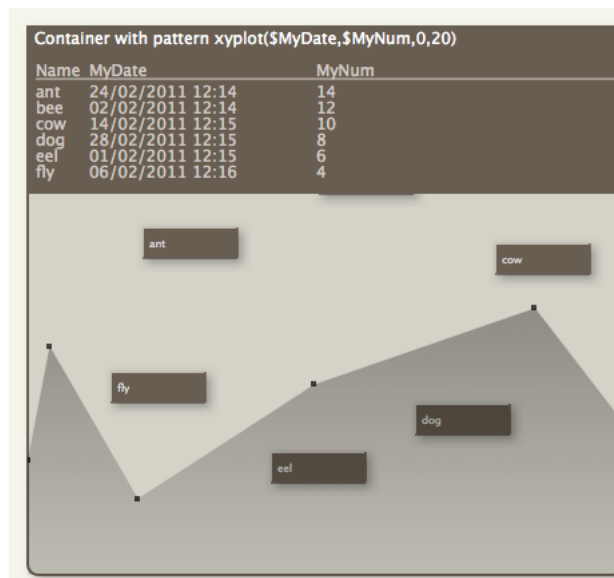 Container with pattern xyplot($MyDate,$MyNum,0,20)
Name MyDate MyNum
ant 24/02/2011 12:14 14
bee 02/02/2011 12:14 12
cow 14/02/2011 12:15 10
dog 28/02/2011 12:15 8
eel 01/02/2011 12:15 6
fly 06/02/2011 12:16 4
ant
cow
fly
dog
eel